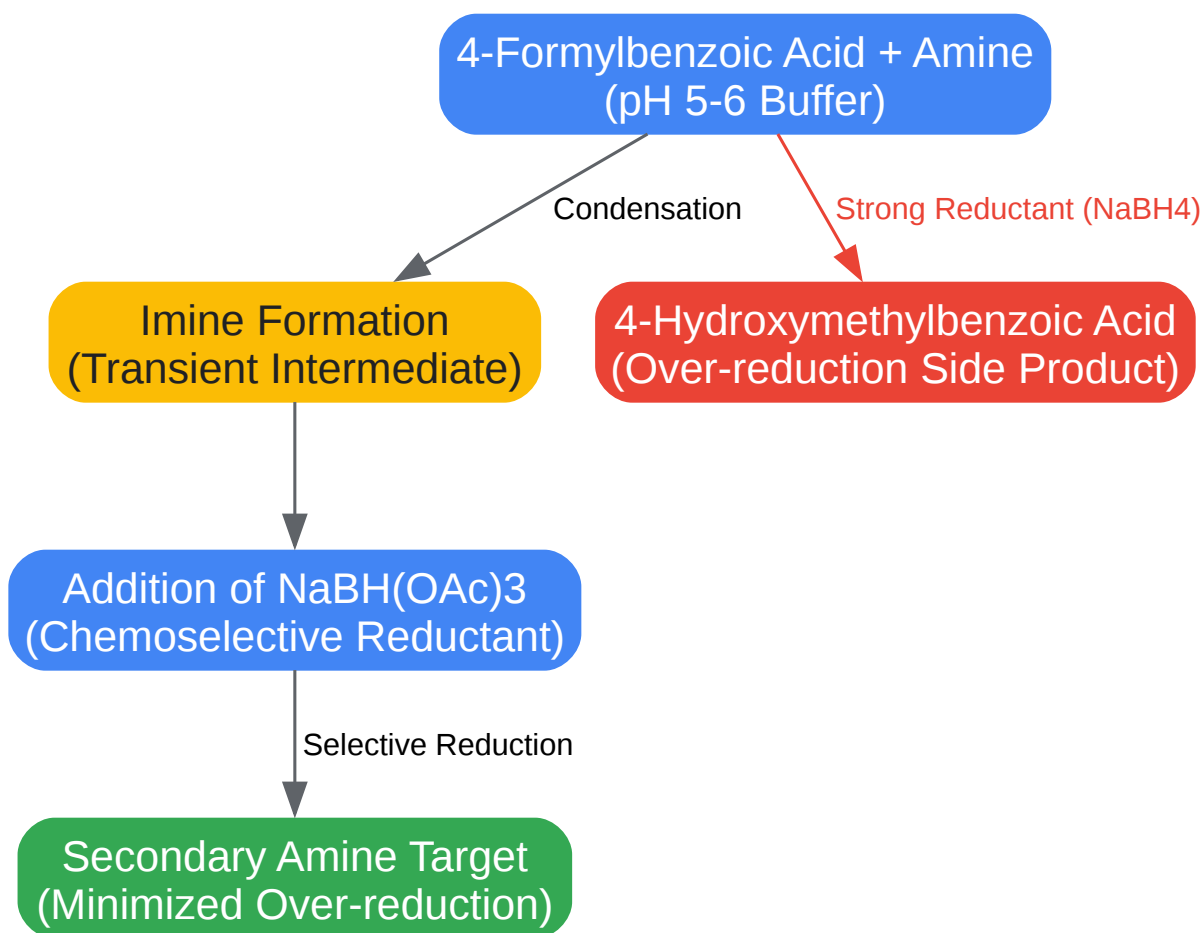 4-Formylbenzoic Acid + Amine
(pH 5-6 Buffer)
Condensation
Strong Reductant (NaBH4)
Imine Formation
(Transient Intermediate)
4-Hydroxymethylbenzoic Acid
(Over-reduction Side Product)
Addition of NaBH(OAc)3
(Chemoselective Reductant)
Selective Reduction
Secondary Amine Target
(Minimized Over-reduction)